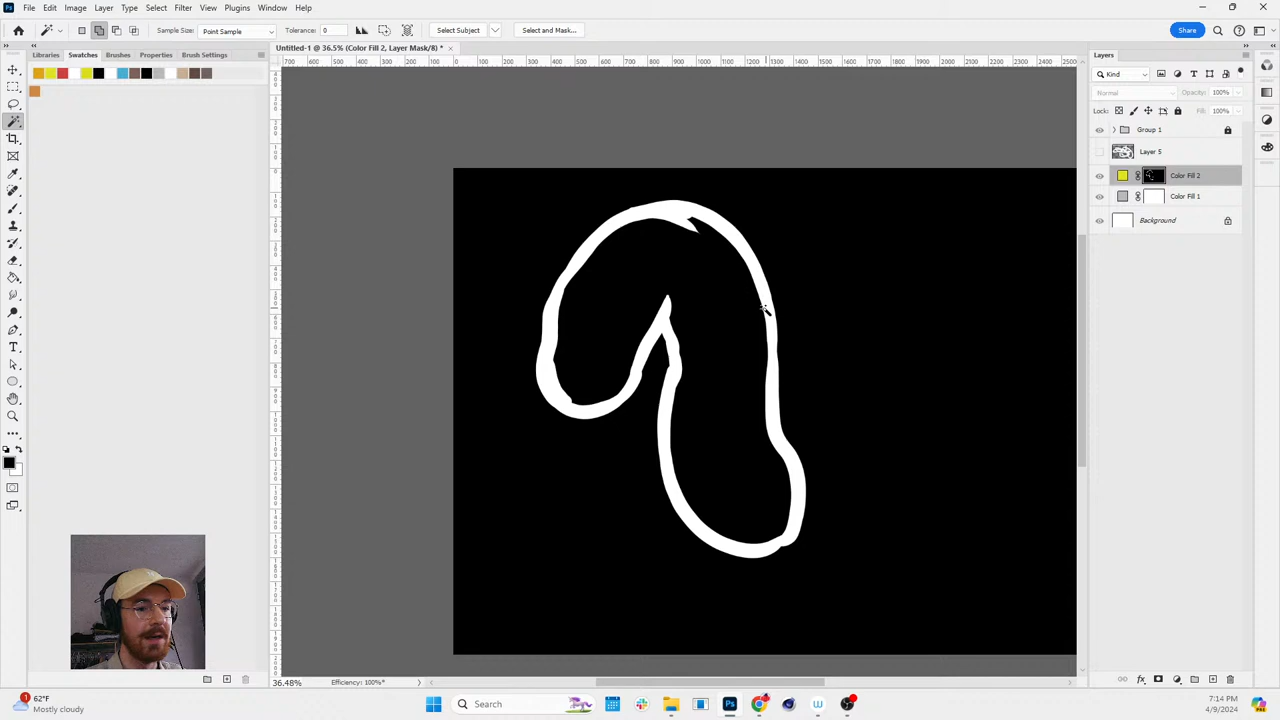 File Edit Image Layer Type Select Filter View Plugins Window Help
Sample Size: Point Sample Tolerance: 0 Select Subject Select and Mask... Share
Untitled-1 @ 36.5% (Color Fill 2, Layer Mask/8) *
Libraries Swatches Brushes Properties Brush Settings
Layers
Kind
Normal Opacity: 100%
Lock: Fill: 100%
Group 1
Layer 5
Color Fill 2
Color Fill 1
Background
36.48% Efficiency: 100%*
62°F
Mostly cloudy
Search
7:14 PM
4/9/2024